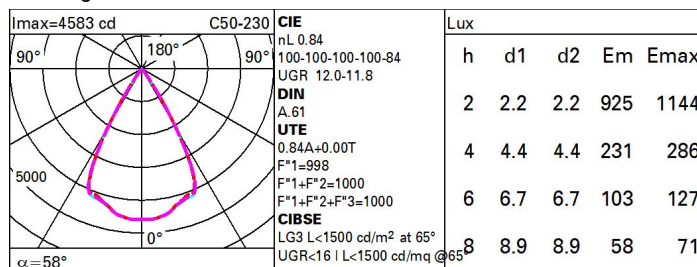 Imax=4583 cd C50-230
90° 180° 90°
5000
0°
α=58°
CIE
nL 0.84
100-100-100-100-84
UGR 12.0-11.8
DIN
A.61
UTE
0.84A+0.00T
F"1=998
F"1+F"2=1000
F"1+F"2+F"3=1000
CIBSE
LG3 L<1500 cd/m² at 65°
UGR<16 | L<1500 cd/mq @65°
Lux
h d1 d2 Em Emax
2 2.2 2.2 925 1144
4 4.4 4.4 231 286
6 6.7 6.7 103 127
8 8.9 8.9 58 71